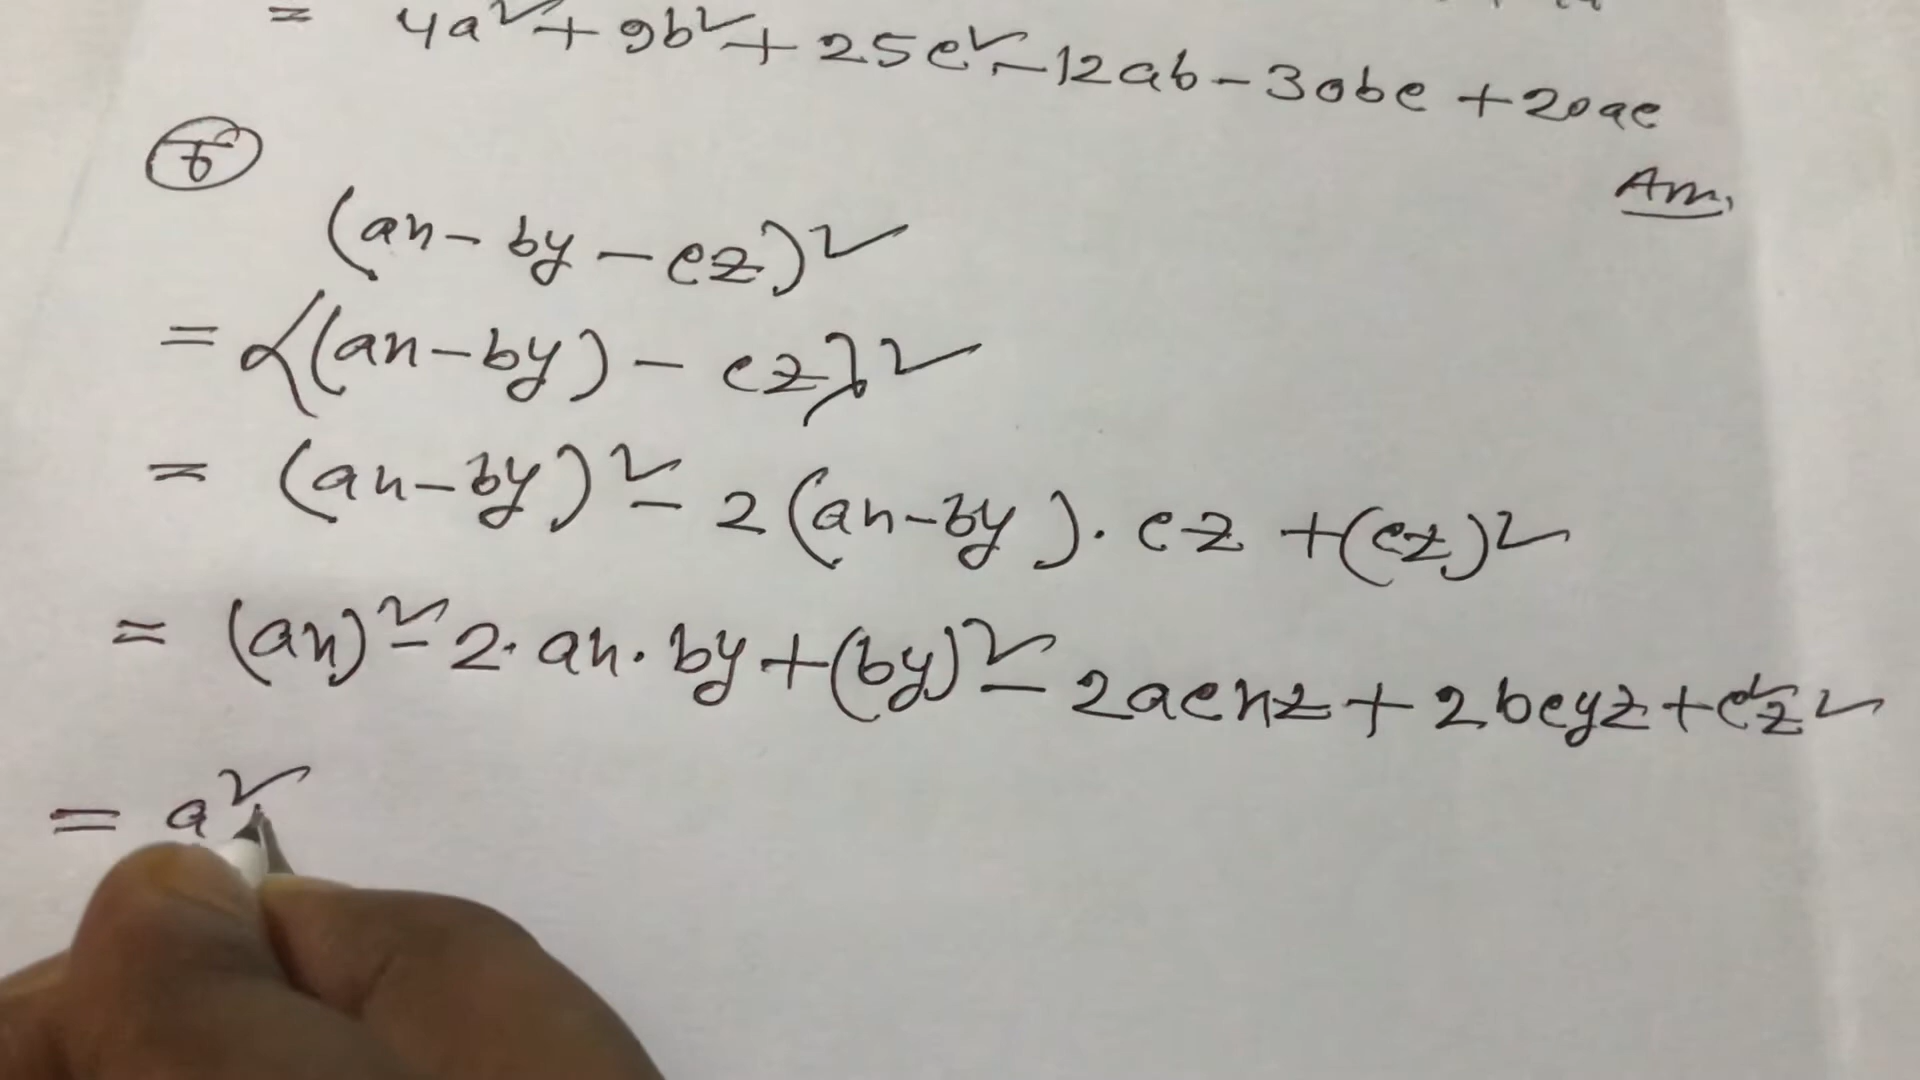 = 4a² + 9b² + 25c² - 12ab - 30bc + 20ac
Ans.
(ax - by - cz)²
= {(ax - by) - cz}²
= (ax - by)² - 2(ax - by). cz + (cz)²
= (ax)² - 2. ax. by + (by)² - 2acxz + 2bcyz + c²z²
= a²